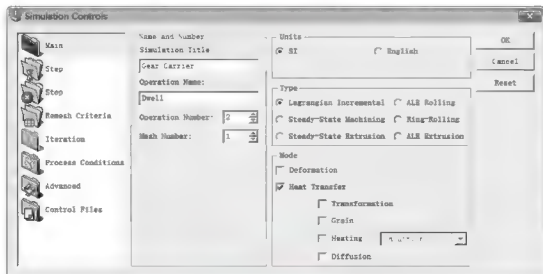 Simulation Controls
Main
Step
Stop
Remesh Criteria
Iteration
Process Conditions
Advanced
Control Files
Name and Number
Simulation Title
Gear Carrier
Operation Name:
Dwell
Operation Number: 2
Mesh Number: 1
Units
SI English
Type
Lagrangian Incremental ALE Rolling
Steady-State Machining Ring-Rolling
Steady-State Extrusion ALE Extrusion
Mode
Deformation
Heat Transfer
Transformation
Grain
Heating
Diffusion
OK
Cancel
Reset